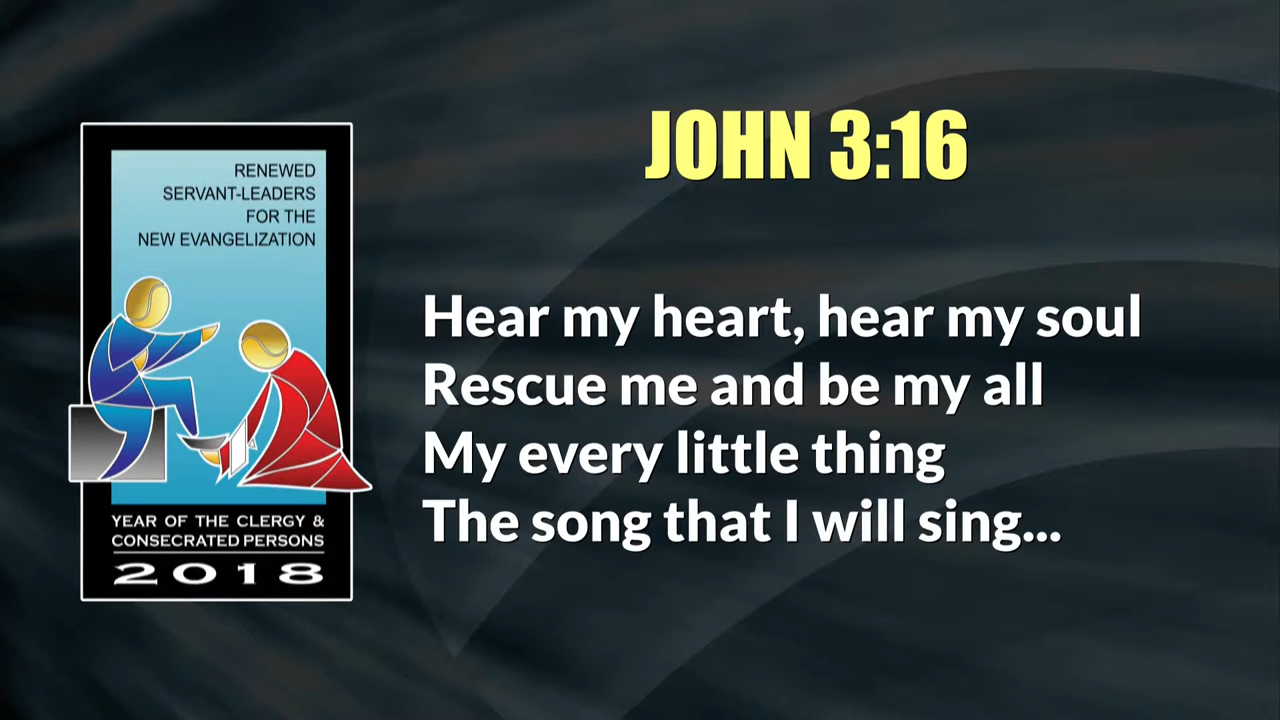 RENEWED
SERVANT-LEADERS
FOR THE
NEW EVANGELIZATION
YEAR OF THE CLERGY &
CONSECRATED PERSONS
2018
JOHN 3:16
Hear my heart, hear my soul
Rescue me and be my all
My every little thing
The song that I will sing...